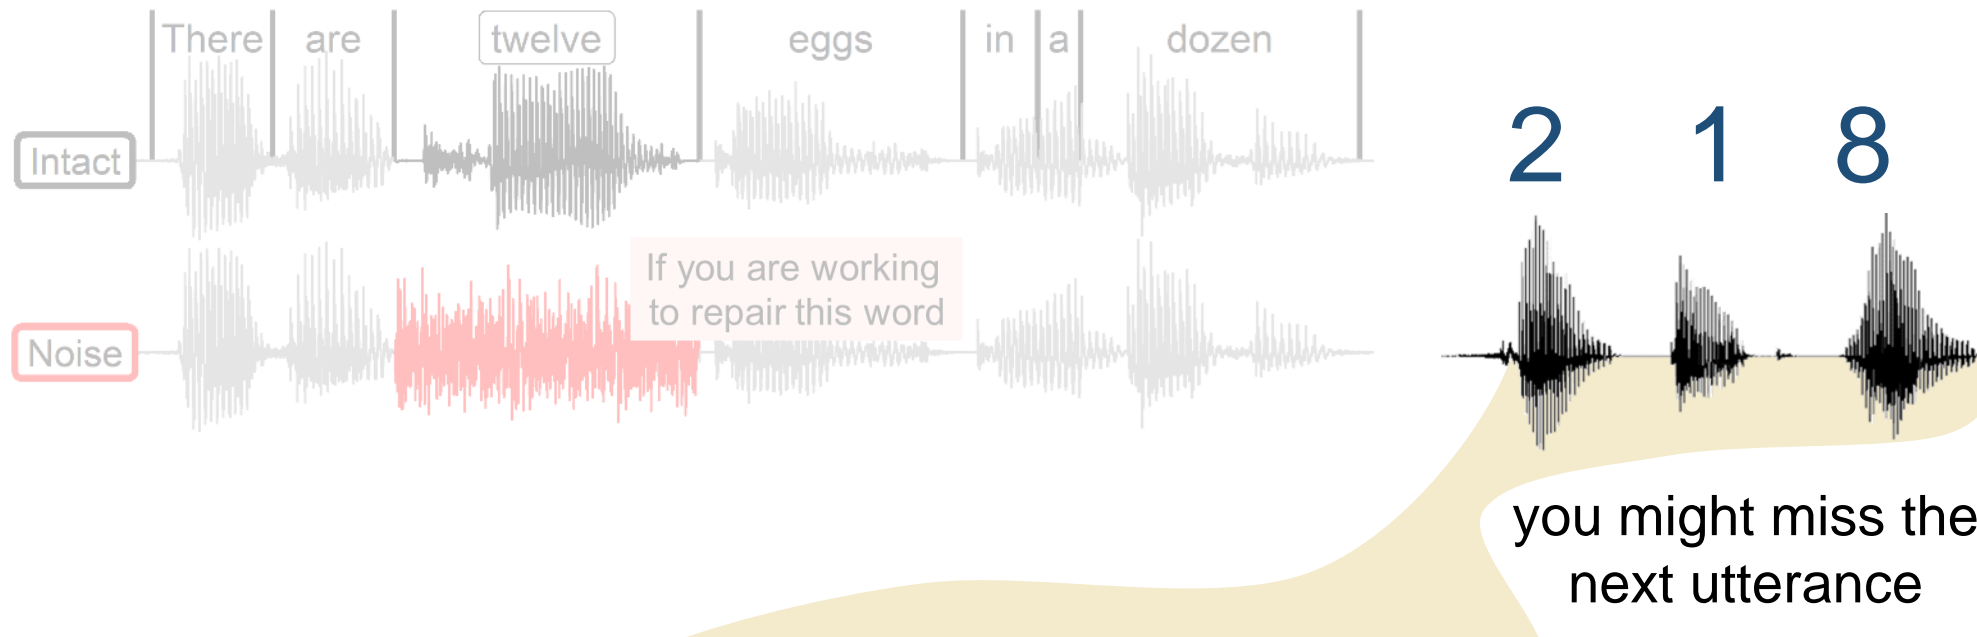 There are twelve eggs in a dozen
Intact
2 1 8
If you are working
to repair this word
Noise
you might miss the
next utterance